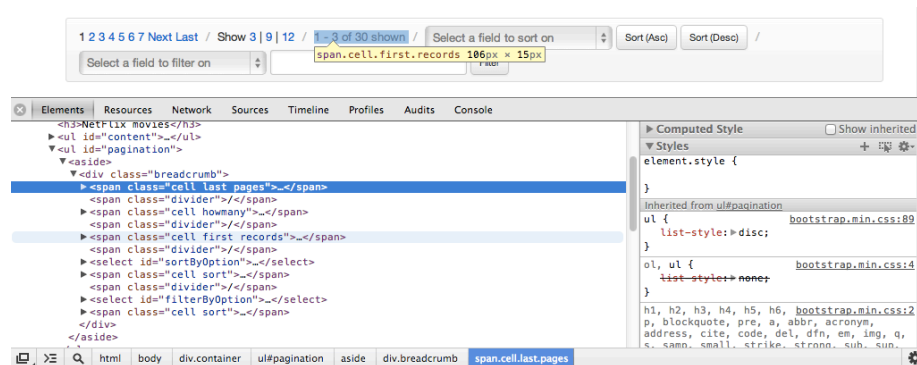 1 2 3 4 5 6 7 Next Last / Show 3 | 9 | 12 / 1 - 3 of 30 shown / Select a field to sort on Sort (Asc) Sort (Desc) /
span.cell.first.records 106px × 15px
Select a field to filter on Filter
Elements Resources Network Sources Timeline Profiles Audits Console
<h3>NetFlix movies</h3>
▶<ul id="content">…</ul>
▼<ul id="pagination">
▼<aside>
▼<div class="breadcrumb">
▶<span class="cell last pages">…</span>
<span class="divider">/</span>
▶<span class="cell howmany">…</span>
<span class="divider">/</span>
▶<span class="cell first records">…</span>
<span class="divider">/</span>
▶<select id="sortByOption">…</select>
▶<span class="cell sort">…</span>
<span class="divider">/</span>
▶<select id="filterByOption">…</select>
▶<span class="cell sort">…</span>
</div>
</aside>
▶ Computed Style Show inherited
▼ Styles
element.style {
}
Inherited from ul#pagination
ul { bootstrap.min.css:89
list-style:▶disc;
}
ol, ul { bootstrap.min.css:4
list-style:▶none;
}
h1, h2, h3, h4, h5, h6, bootstrap.min.css:2
p, blockquote, pre, a, abbr, acronym,
address, cite, code, del, dfn, em, img, q,
s, samp, small, strike, strong, sub, sup,
html body div.container ul#pagination aside div.breadcrumb span.cell.last.pages